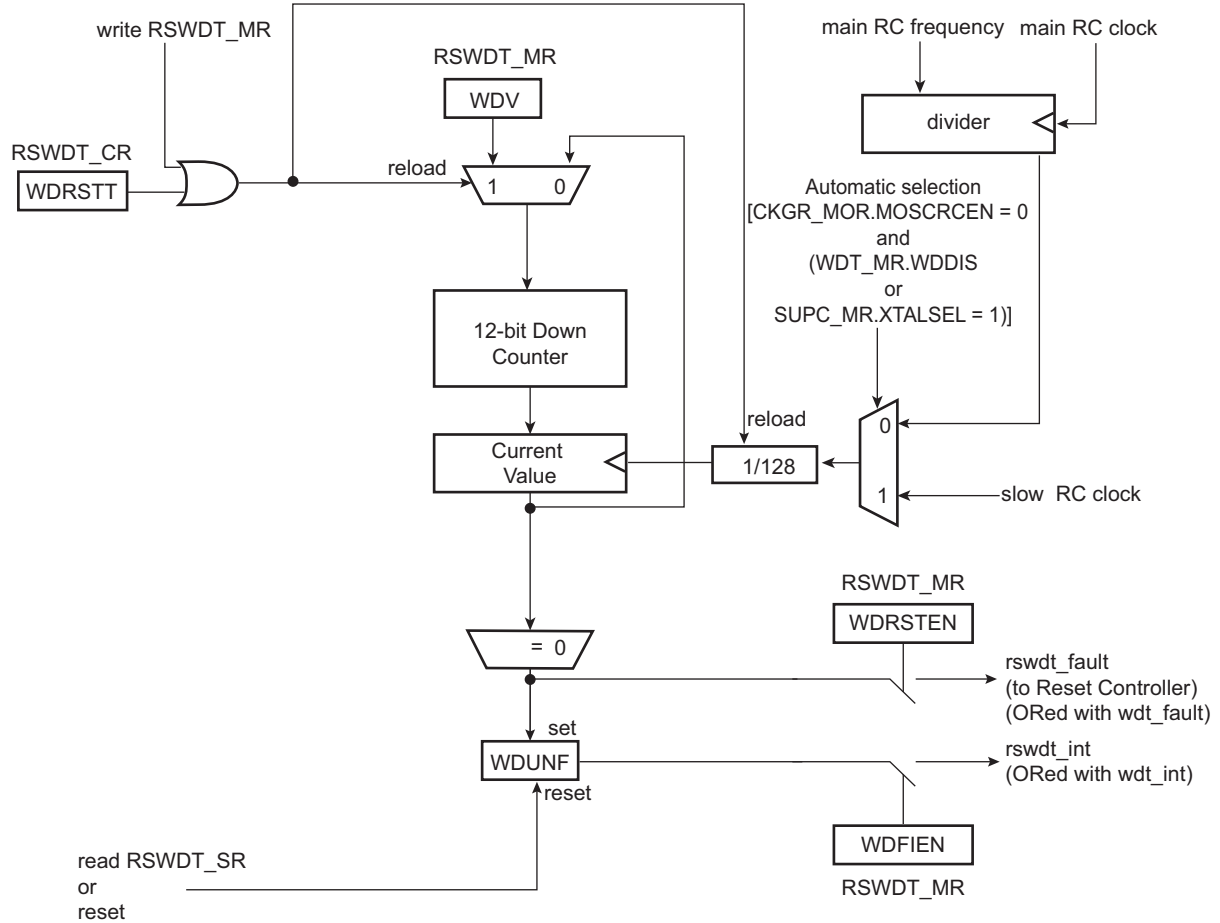 write RSWDT_MR
main RC frequency
main RC clock
RSWDT_MR
WDV
divider
RSWDT_CR
WDRSTT
reload
1 0
Automatic selection
[CKGR_MOR.MOSCRCEN = 0
and
(WDT_MR.WDDIS
or
SUPC_MR.XTALSEL = 1)]
12-bit Down
Counter
reload
0
Current
Value
1/128
1
slow RC clock
RSWDT_MR
WDRSTEN
= 0
rswdt_fault
(to Reset Controller)
(ORed with wdt_fault)
set
WDUNF
reset
rswdt_int
(ORed with wdt_int)
WDFIEN
RSWDT_MR
read RSWDT_SR
or
reset